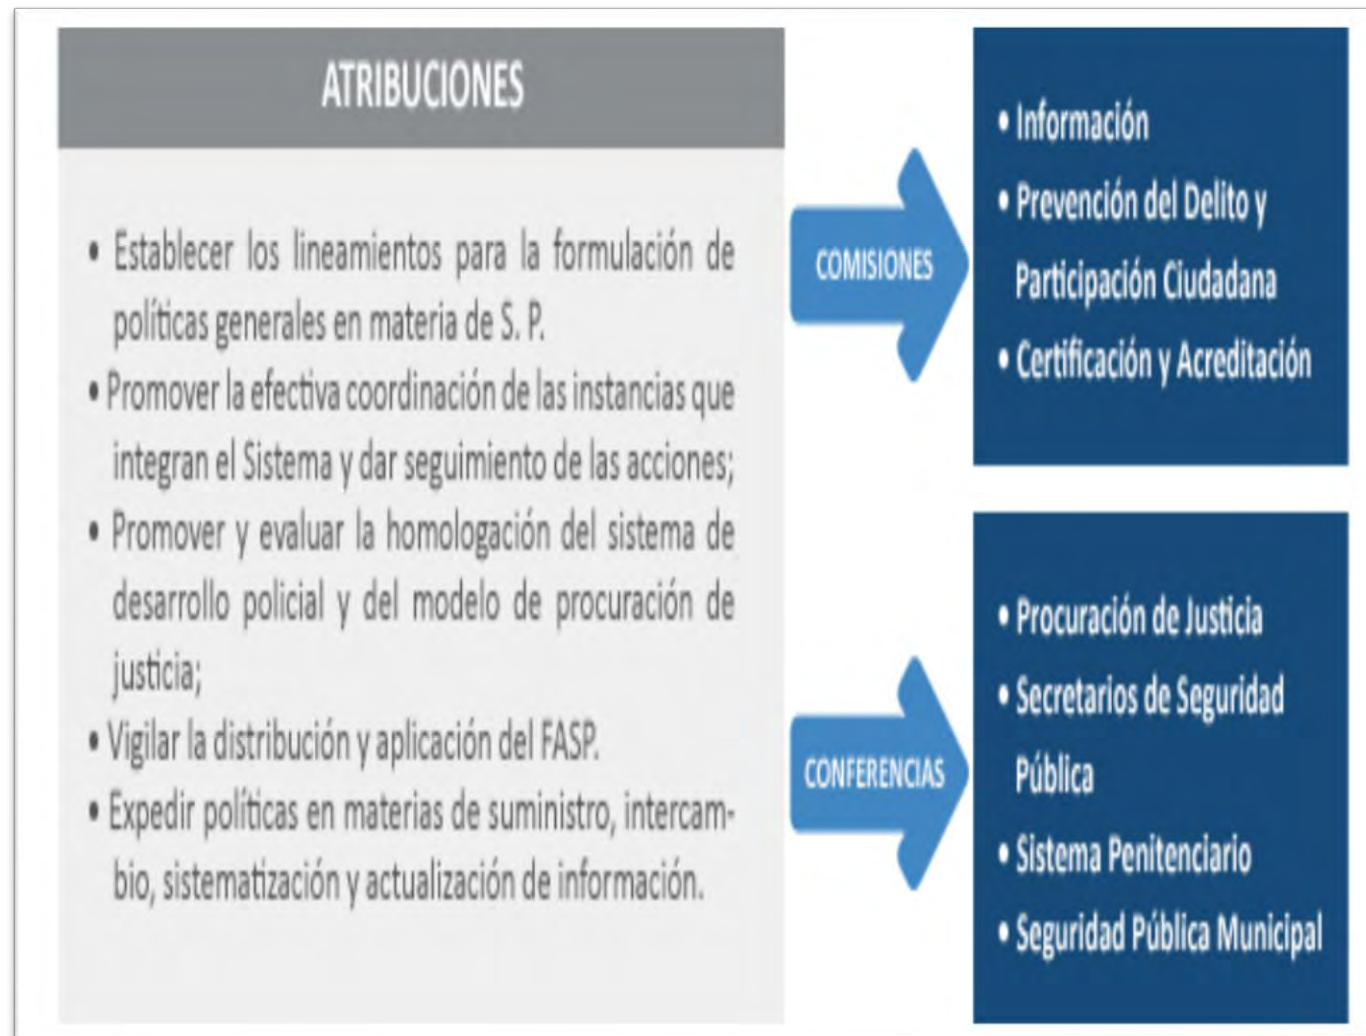 ATRIBUCIONES
• Establecer los lineamientos para la formulación de
políticas generales en materia de S. P.
• Promover la efectiva coordinación de las instancias que
integran el Sistema y dar seguimiento de las acciones;
• Promover y evaluar la homologación del sistema de
desarrollo policial y del modelo de procuración de
justicia;
• Vigilar la distribución y aplicación del FASP.
• Expedir políticas en materias de suministro, intercam-
bio, sistematización y actualización de información.
COMISIONES
• Información
• Prevención del Delito y
Participación Ciudadana
• Certificación y Acreditación
CONFERENCIAS
• Procuración de Justicia
• Secretarios de Seguridad
Pública
• Sistema Penitenciario
• Seguridad Pública Municipal